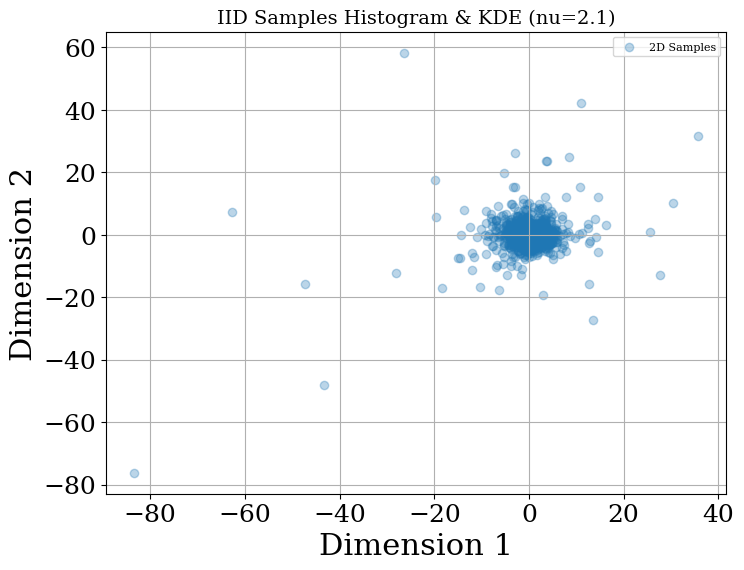 IID Samples Histogram & KDE (nu=2.1)
2D Samples
60
40
20
0
−20
−40
−60
−80
Dimension 2
−80 −60 −40 −20 0 20 40
Dimension 1